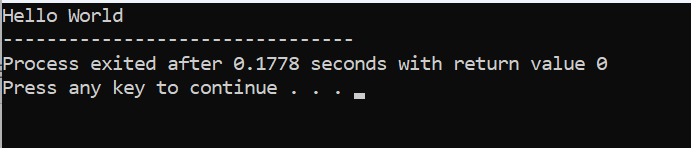 Hello World
--------------------------------
Process exited after 0.1778 seconds with return value 0
Press any key to continue . . .